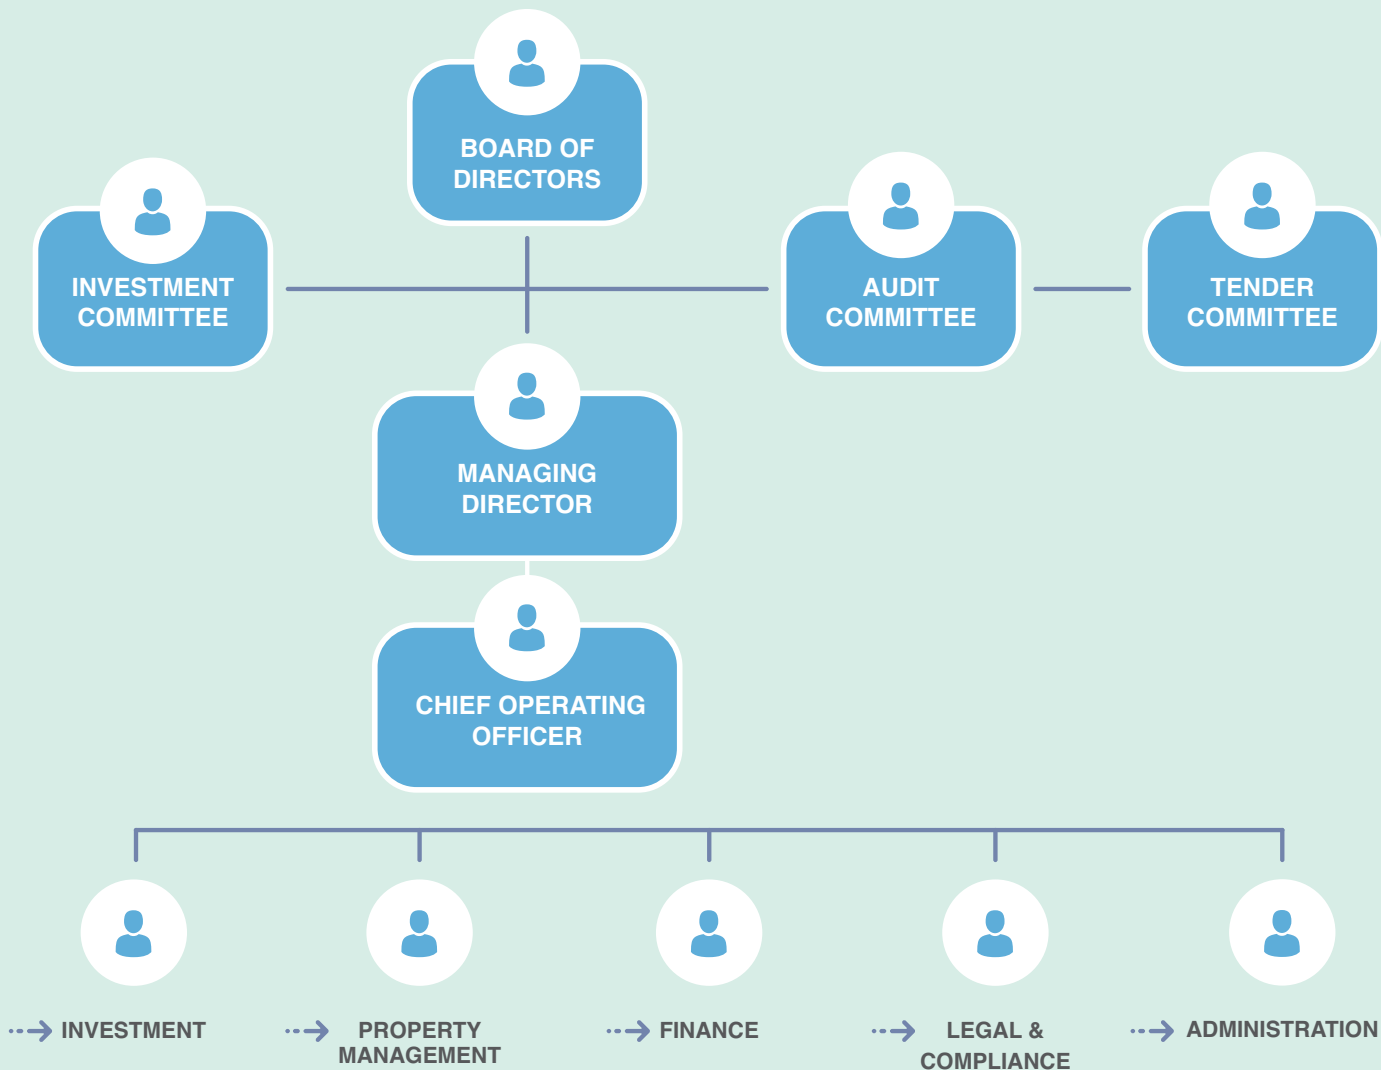 BOARD OF
DIRECTORS
INVESTMENT
COMMITTEE
AUDIT
COMMITTEE
TENDER
COMMITTEE
MANAGING
DIRECTOR
CHIEF OPERATING
OFFICER
INVESTMENT
PROPERTY
MANAGEMENT
FINANCE
LEGAL &
COMPLIANCE
ADMINISTRATION